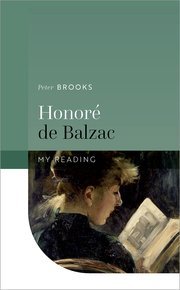 Peter BROOKS
Honoré
de Balzac
MY READING